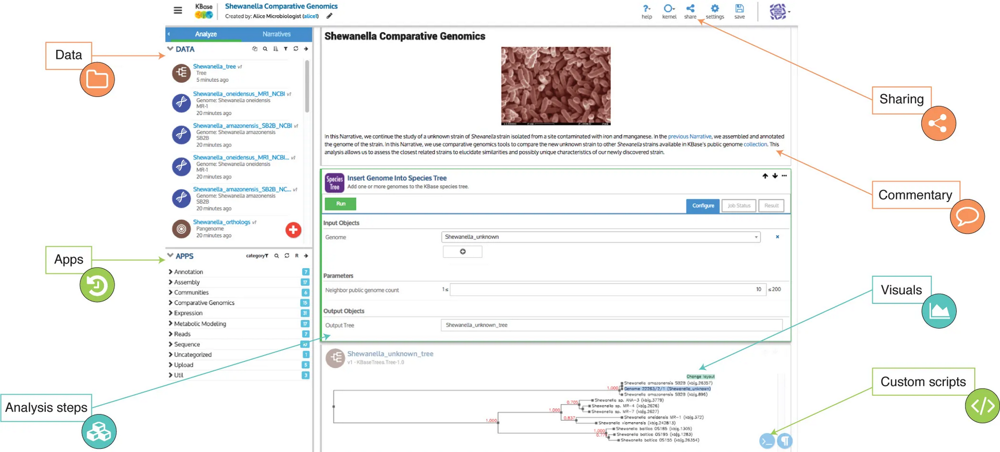 KBase
Shewanella Comparative Genomics
Created by: Alice Microbiologist (alice1)
help
kernel
share
settings
save
Analyze
Narratives
DATA
Shewanella_tree v1
Tree
5 minutes ago
Shewanella_oneidensus_MR1_NCBI v1
Genome: Shewanella oneidensis
MR-1
20 minutes ago
Shewanella_amazonensis_SB2B_NCBI v1
Genome: Shewanella amazonensis
SB2B
20 minutes ago
Shewanella_oneidensus_MR1_NCBI... v1
Genome: Shewanella oneidensis
MR-1
20 minutes ago
Shewanella_amazonensis_SB2B_NC... v1
Genome: Shewanella amazonensis
SB2B
20 minutes ago
Shewanella_orthologs v1
Pangenome
20 minutes ago
APPS
category
R
Annotation 7
Assembly 17
Communities 6
Comparative Genomics 15
Expression 31
Metabolic Modeling 17
Reads 7
Sequence
Uncategorized 1
Upload 5
Util 3
Shewanella Comparative Genomics
In this Narrative, we continue the study of a unknown strain of Shewanella strain isolated from a site contaminated with iron and manganese. In the previous Narrative, we assembled and annotated
the genome of the strain. In this Narrative, we use comparative genomics tools to compare the new unknown strain to other Shewanella strains available in KBase's public genome collection. This
analysis allows us to assess the closest related strains to elucidate similarities and possibly unique characteristics of our newly discovered strain.
Species
Tree
Insert Genome Into Species Tree
Add one or more genomes to the KBase species tree.
Run
Configure
Job Status
Result
Input Objects
Genome
Shewanella_unknown
Parameters
Neighbor public genome count
1≤
10
≤200
Output Objects
Output Tree
Shewanella_unknown_tree
Shewanella_unknown_tree
v1 - KBaseTrees.Tree-1.0
Change layout
Shewanella amazonensis SB2B (kb|g.26357)
1.000
Genome 22263/2/1 (Shewanella_unknown)
Shewanella amazonensis SB2B (kb|g.896)
Shewanella sp. ANA-3 (kb|g.3779)
0.705
Shewanella sp. MR-4 (kb|g.2626)
1.000
Shewanella sp. MR-7 (kb|g.2627)
0.837
Shewanella oneidensis MR-1 (kb|g.372)
1.000
Shewanella xiamenensis (kb|g.242813)
Shewanella baltica OS185 (kb|g.1305)
1.000
Shewanella baltica OS195 (kb|g.1283)
Shewanella baltica OS155 (kb|g.26354)
Data
Apps
Analysis steps
Sharing
Commentary
Visuals
Custom scripts